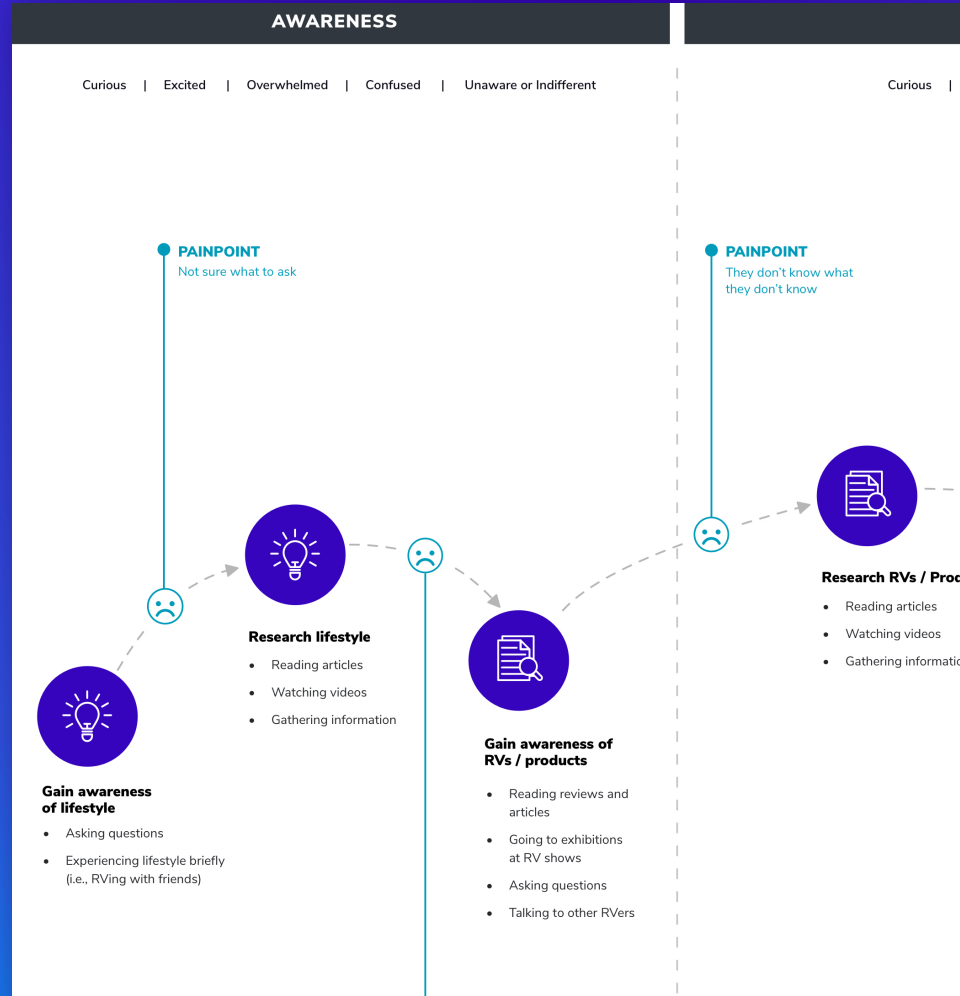 AWARENESS
Curious | Excited | Overwhelmed | Confused | Unaware or Indifferent
Curious |
PAINPOINT
Not sure what to ask
PAINPOINT
They don't know what
they don't know
Gain awareness
of lifestyle
• Asking questions
• Experiencing lifestyle briefly
(i.e., RVing with friends)
Research lifestyle
• Reading articles
• Watching videos
• Gathering information
Gain awareness of
RVs / products
• Reading reviews and
articles
• Going to exhibitions
at RV shows
• Asking questions
• Talking to other RVers
Research RVs /
• Reading articles
• Watching videos
• Gathering